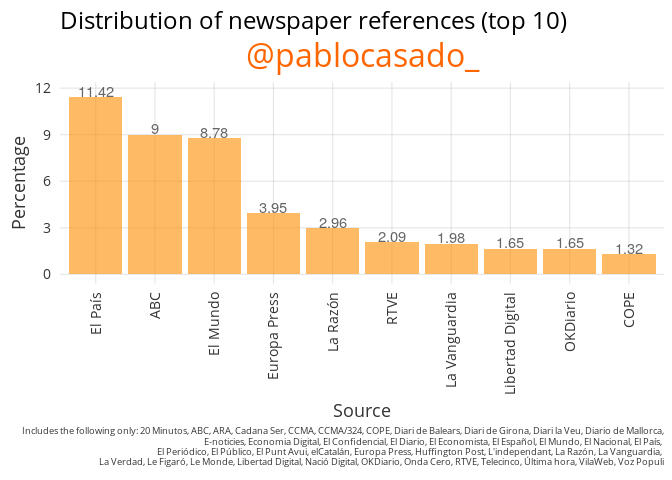 Distribution of newspaper references (top 10)
@pablocasado_
12
9
6
3
0
Percentage
11.42
9
8.78
3.95
2.96
2.09
1.98
1.65
1.65
1.32
El País
ABC
El Mundo
Europa Press
La Razón
RTVE
La Vanguardia
Libertad Digital
OKDiario
COPE
Source
Includes the following only: 20 Minutos, ABC, ARA, Cadana Ser, CCMA, CCMA/324, COPE, Diari de Balears, Diari de Girona, Diari la Veu, Diario de Mallorca,
E-noticies, Economia Digital, El Confidencial, El Diario, El Economista, El Español, El Mundo, El Nacional, El País,
El Periódico, El Público, El Punt Avui, elCatalán, Europa Press, Huffington Post, L'independant, La Razón, La Vanguardia,
La Verdad, Le Figaró, Le Monde, Libertad Digital, Nació Digital, OKDiario, Onda Cero, RTVE, Telecinco, Última hora, VilaWeb, Voz Populi